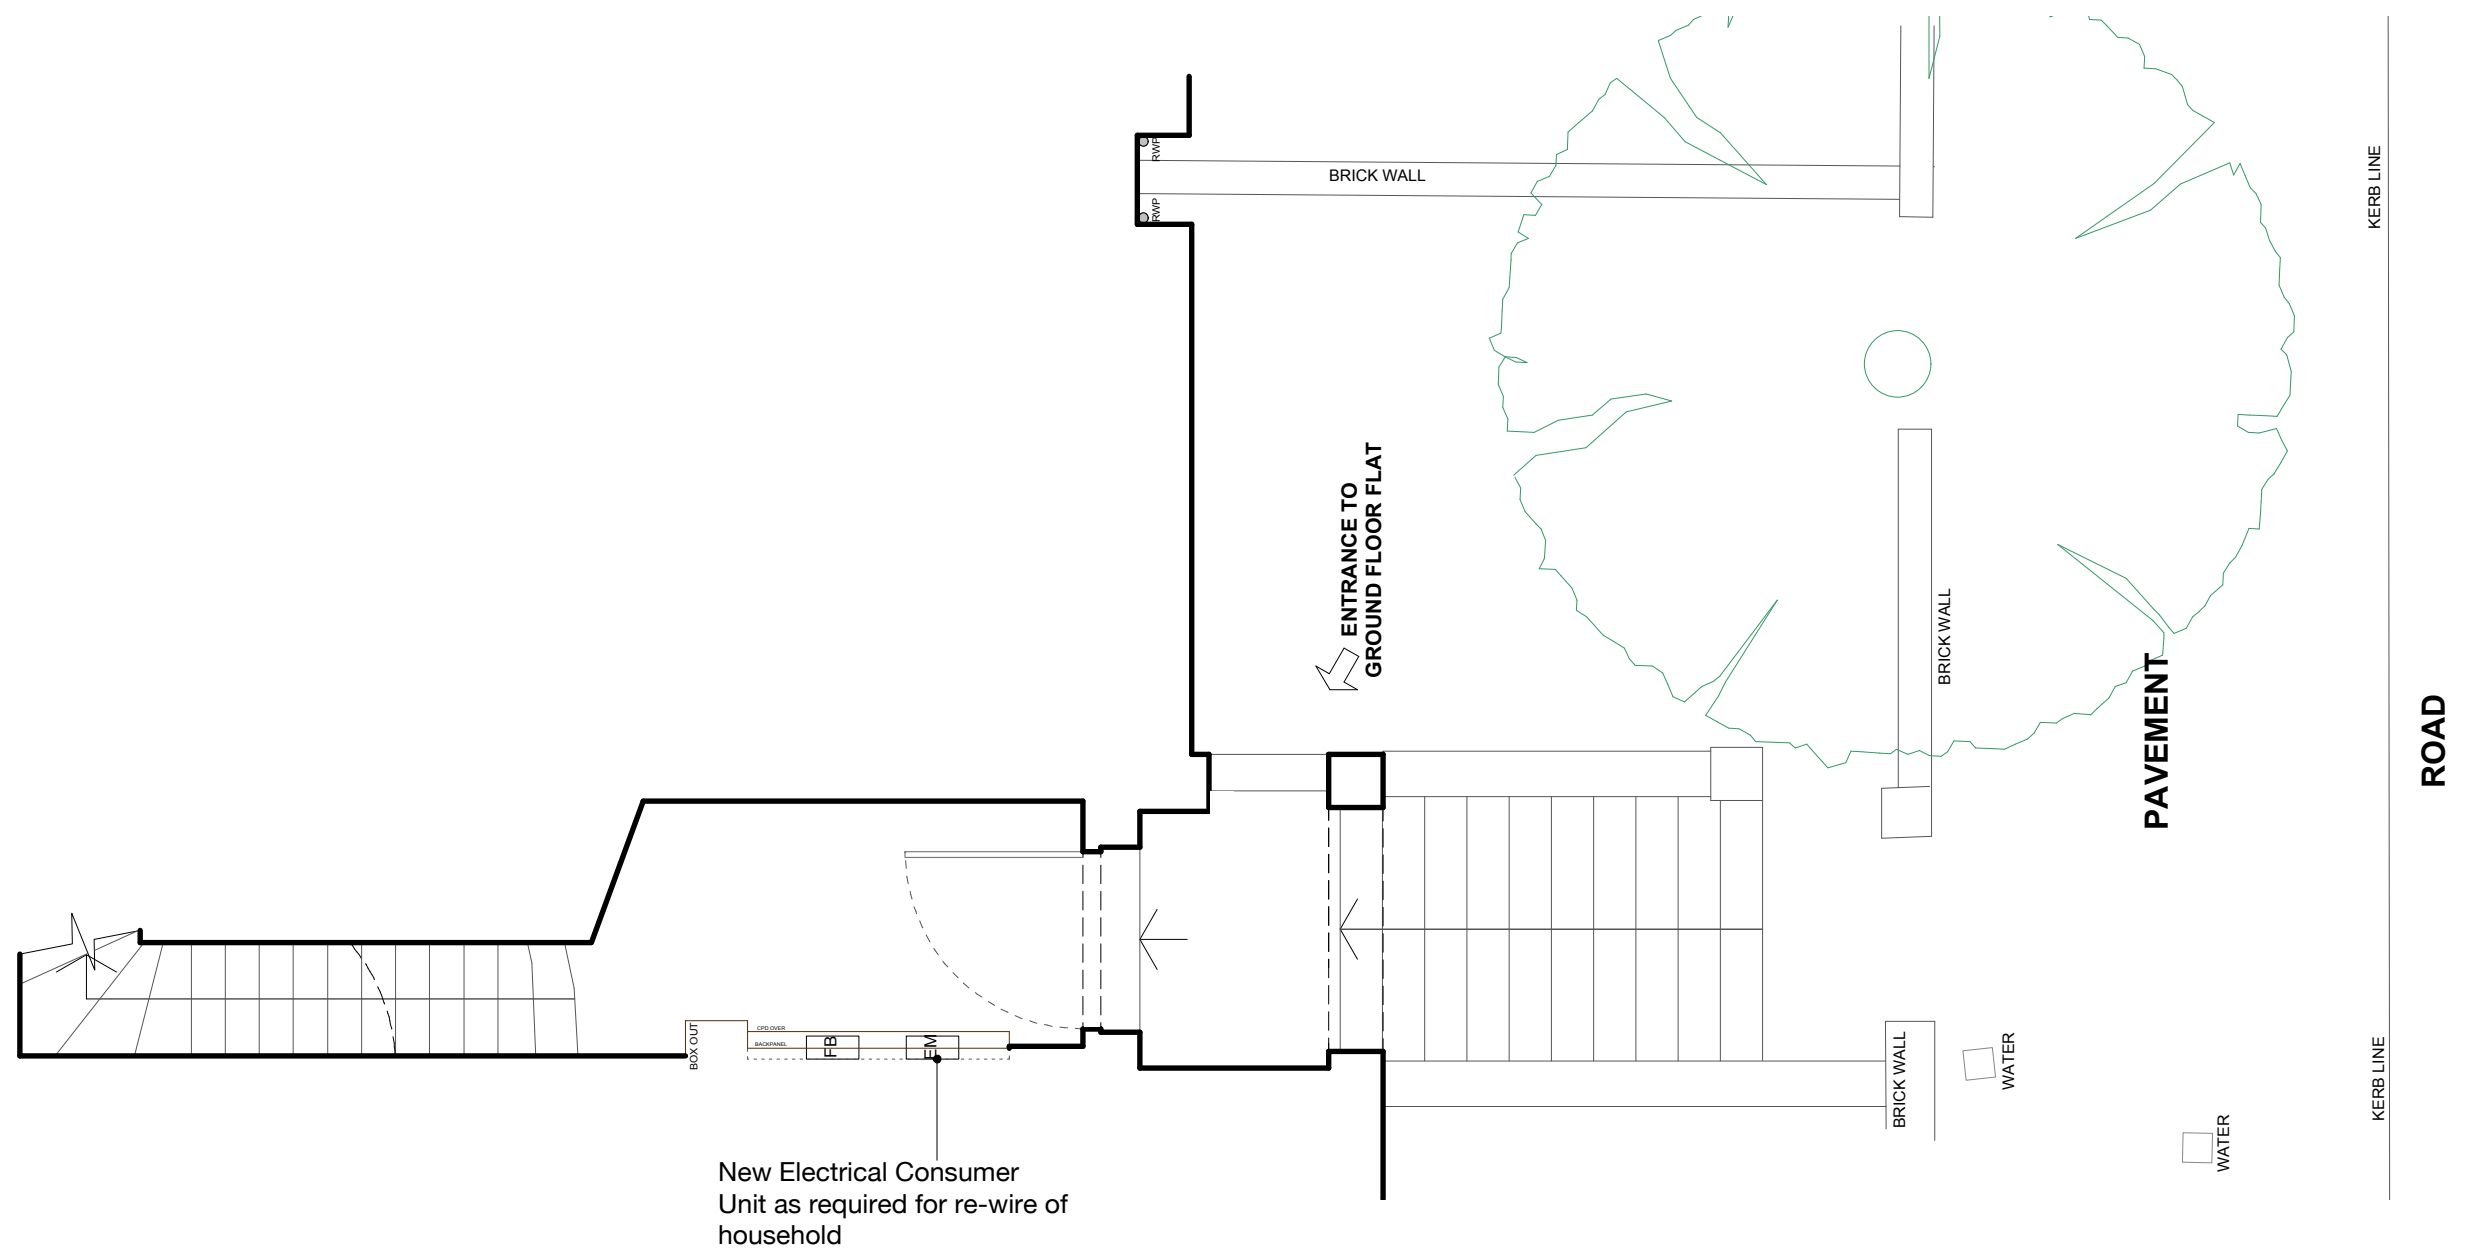 RWP
BRICK WALL
RWP
KERB LINE
ENTRANCE TO
GROUND FLOOR FLAT
BRICK WALL
PAVEMENT
ROAD
BOX OUT
CPD OVER
BACKPANEL
FB
EM
BRICK WALL
WATER
WATER
KERB LINE
New Electrical Consumer
Unit as required for re-wire of
household